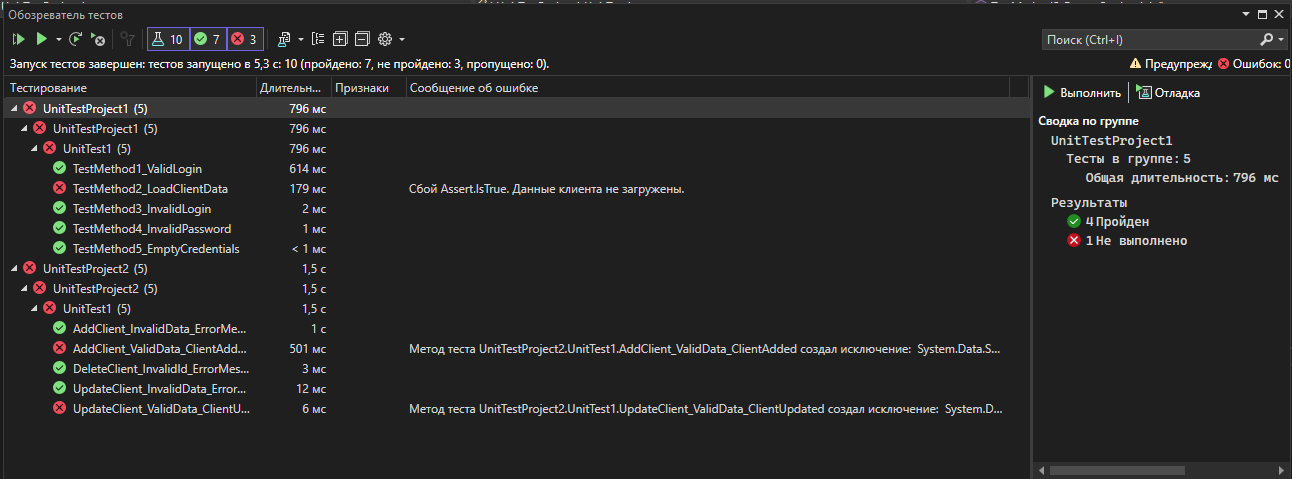 Обозреватель тестов
10 7 3
Поиск (Ctrl+I)
Запуск тестов завершен: тестов запущено в 5,3 с: 10 (пройдено: 7, не пройдено: 3, пропущено: 0).
Предупрежд Ошибок: 0
Тестирование Длительн... Признаки Сообщение об ошибке
UnitTestProject1 (5) 796 мс
UnitTestProject1 (5) 796 мс
UnitTest1 (5) 796 мс
TestMethod1_ValidLogin 614 мс
TestMethod2_LoadClientData 179 мс Сбой Assert.IsTrue. Данные клиента не загружены.
TestMethod3_InvalidLogin 2 мс
TestMethod4_InvalidPassword 1 мс
TestMethod5_EmptyCredentials < 1 мс
UnitTestProject2 (5) 1,5 с
UnitTestProject2 (5) 1,5 с
UnitTest1 (5) 1,5 с
AddClient_InvalidData_ErrorMe... 1 с
AddClient_ValidData_ClientAdd... 501 мс Метод теста UnitTestProject2.UnitTest1.AddClient_ValidData_ClientAdded создал исключение: System.Data.S...
DeleteClient_InvalidId_ErrorMes... 3 мс
UpdateClient_InvalidData_Error... 12 мс
UpdateClient_ValidData_ClientU... 6 мс Метод теста UnitTestProject2.UnitTest1.UpdateClient_ValidData_ClientUpdated создал исключение: System.D...
Выполнить Отладка
Сводка по группе
UnitTestProject1
Тесты в группе: 5
Общая длительность: 796 мс
Результаты
4 Пройден
1 Не выполнено